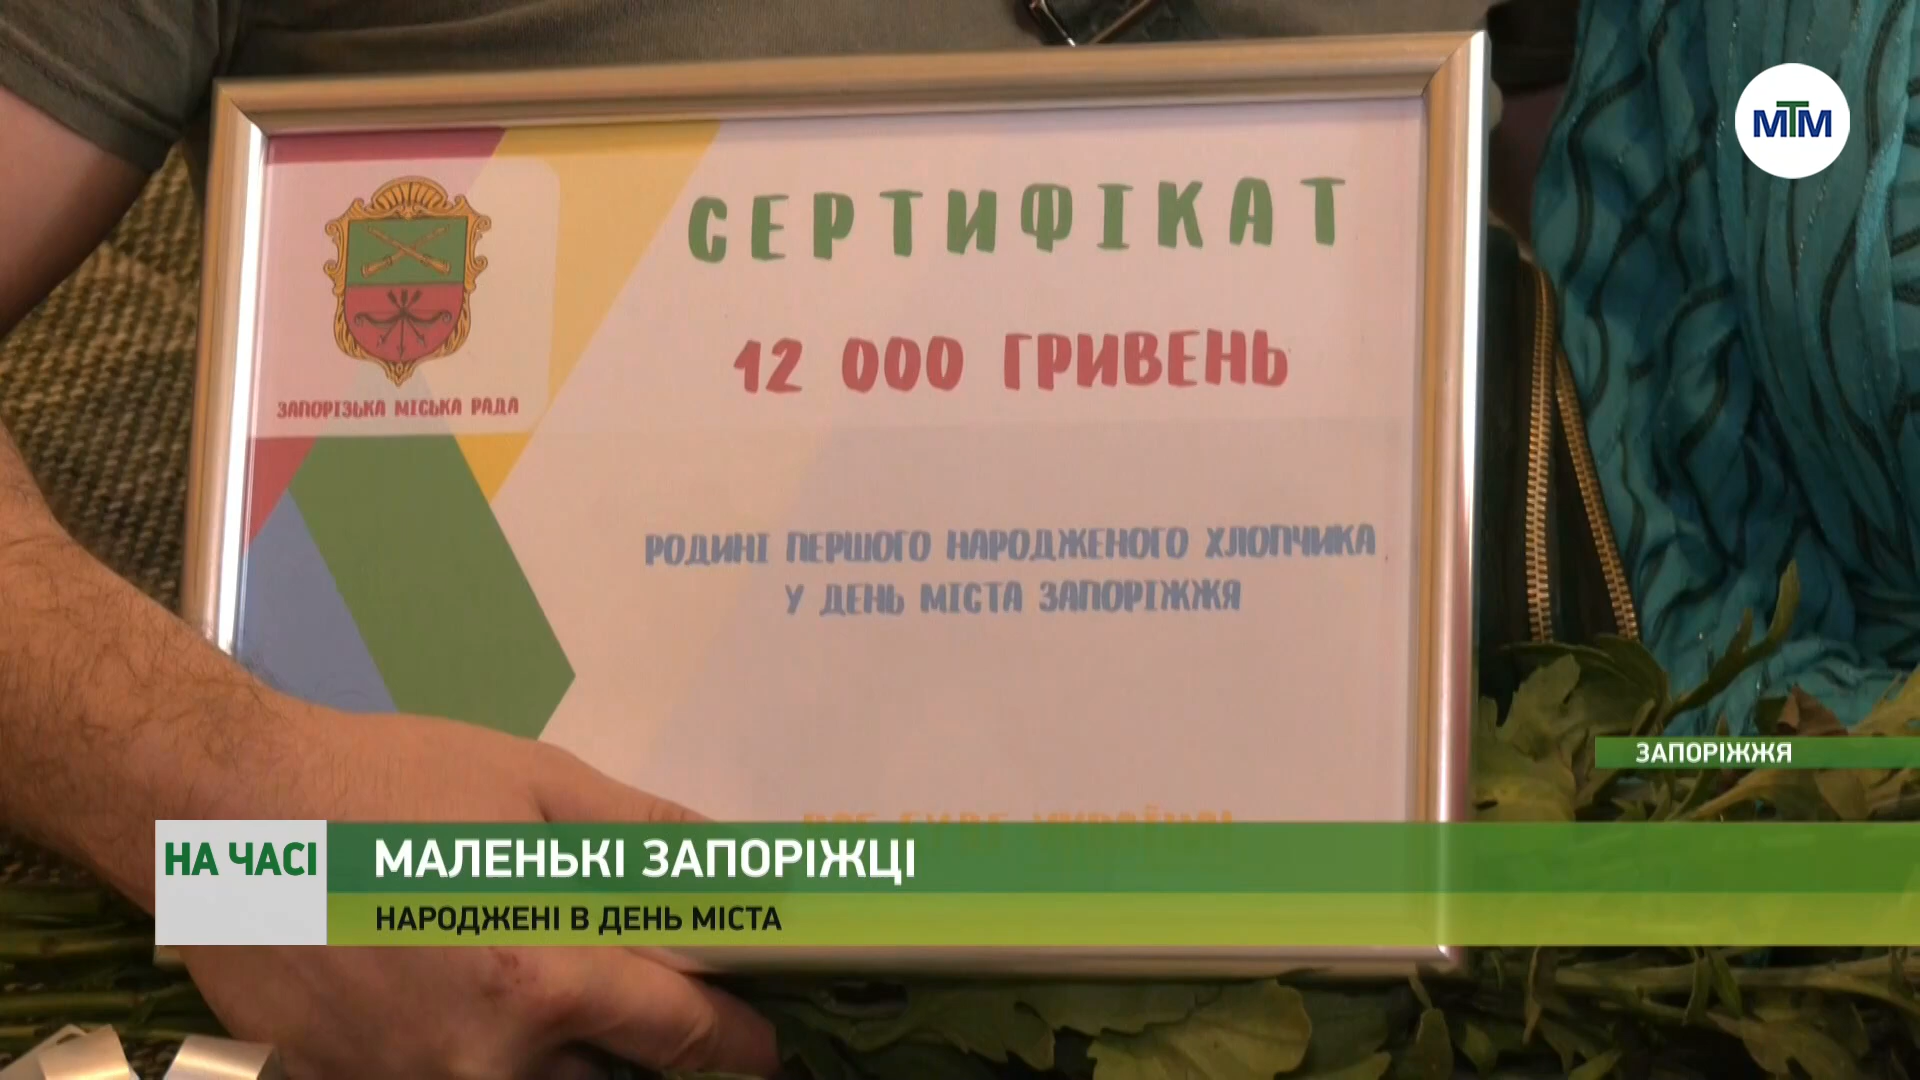 МТМ
СЕРТИФІКАТ
12 000 ГРИВЕНЬ
ЗАПОРІЗЬКА МІСЬКА РАДА
РОДИНІ ПЕРШОГО НАРОДЖЕНОГО ХЛОПЧИКА
У ДЕНЬ МІСТА ЗАПОРІЖЖЯ
ЗАПОРІЖЖЯ
НА ЧАСІ
МАЛЕНЬКІ ЗАПОРІЖЦІ
НАРОДЖЕНІ В ДЕНЬ МІСТА